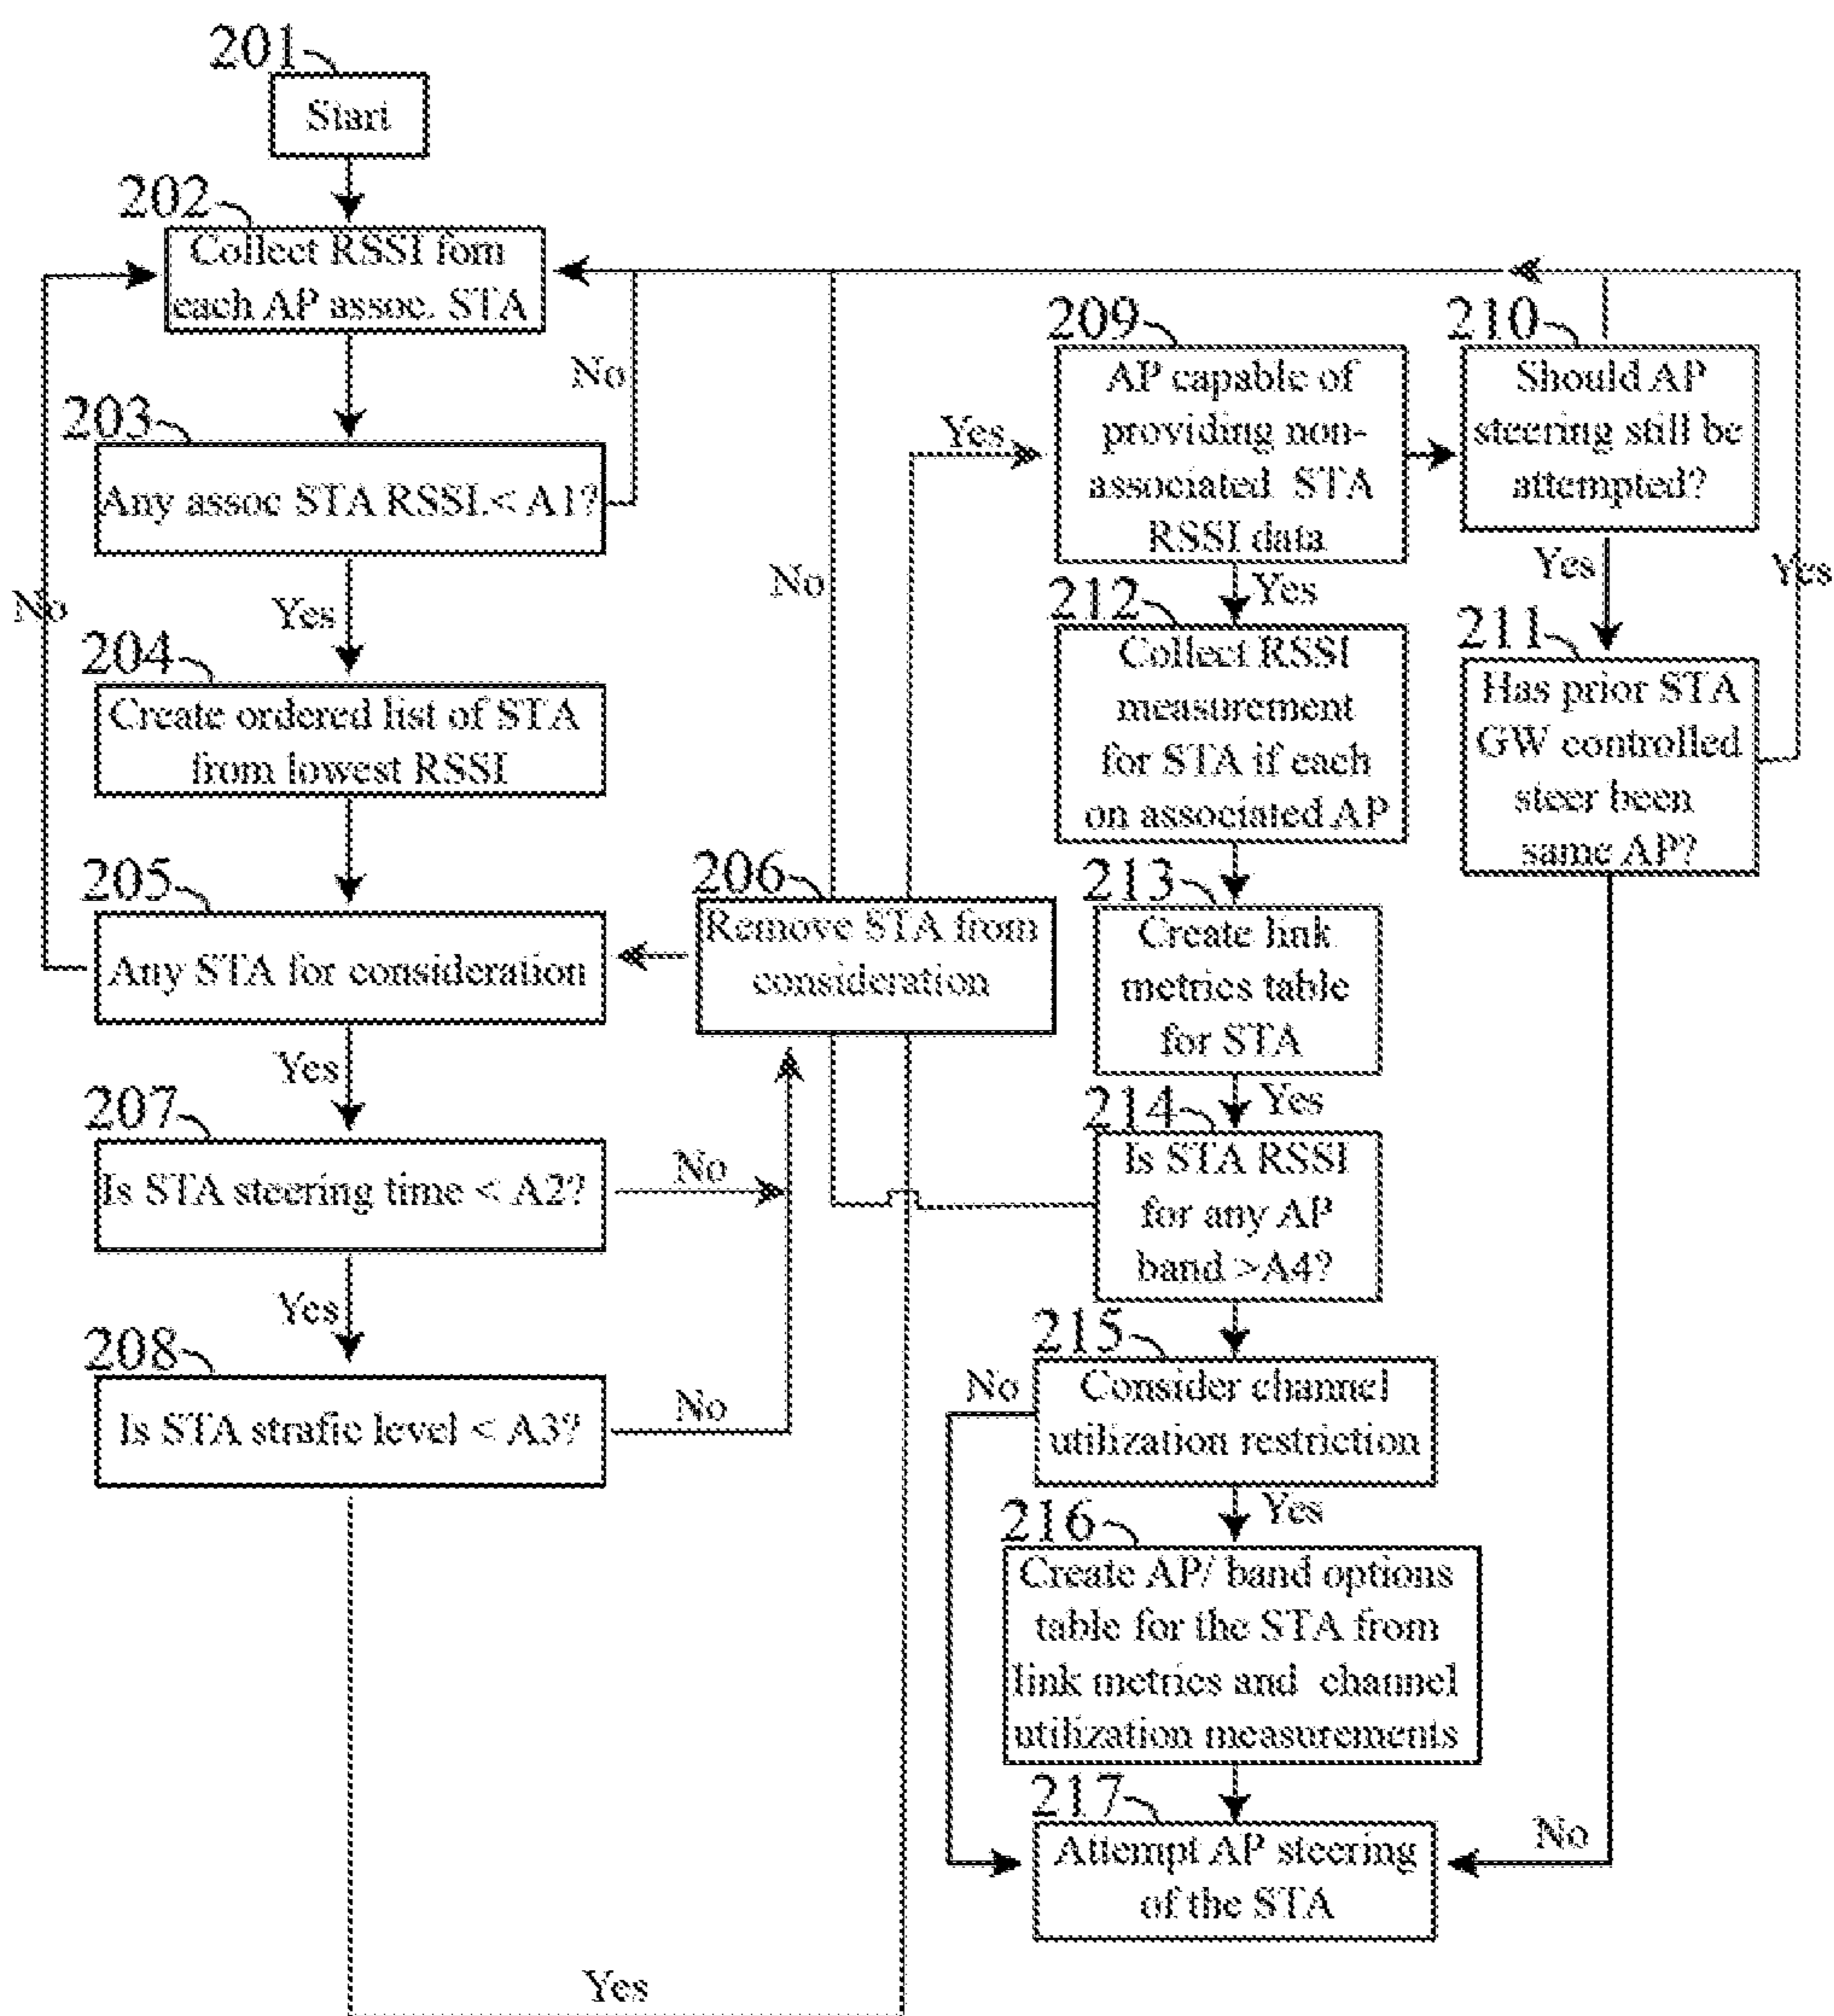 201
Start
202
Collect RSSI fom
each AP assoc. STA
No
203
Any assoc STA RSSI.< A1?
Yes
204
Create ordered list of STA
from lowest RSSI
No
205
Any STA for consideration
Yes
206
Remove STA from
consideration
207
Is STA steering time < A2?
No
Yes
208
Is STA strafic level < A3?
No
Yes
No
Yes
209
AP capable of
providing non-
associated STA
RSSI data
210
Should AP
steering still be
attempted?
Yes
Yes
211
Has prior STA
GW controlled
steer been
same AP?
Yes
212
Collect RSSI
measurement
for STA if each
on associated AP
213
Create link
metrics table
for STA
Yes
214
Is STA RSSI
for any AP
band >A4?
215
No
Consider channel
utilization restriction
Yes
216
Create AP/ band options
table for the STA from
link metrics and channel
utilization measurements
217
Attempt AP steering
of the STA
No